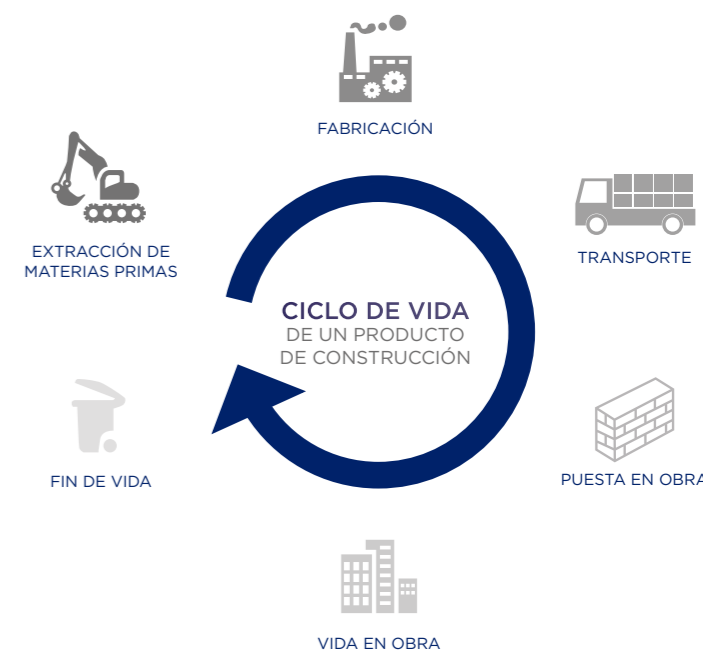 FABRICACIÓN
EXTRACCIÓN DE
MATERIAS PRIMAS
TRANSPORTE
CICLO DE VIDA
DE UN PRODUCTO
DE CONSTRUCCIÓN
FIN DE VIDA
PUESTA EN OBRA
VIDA EN OBRA